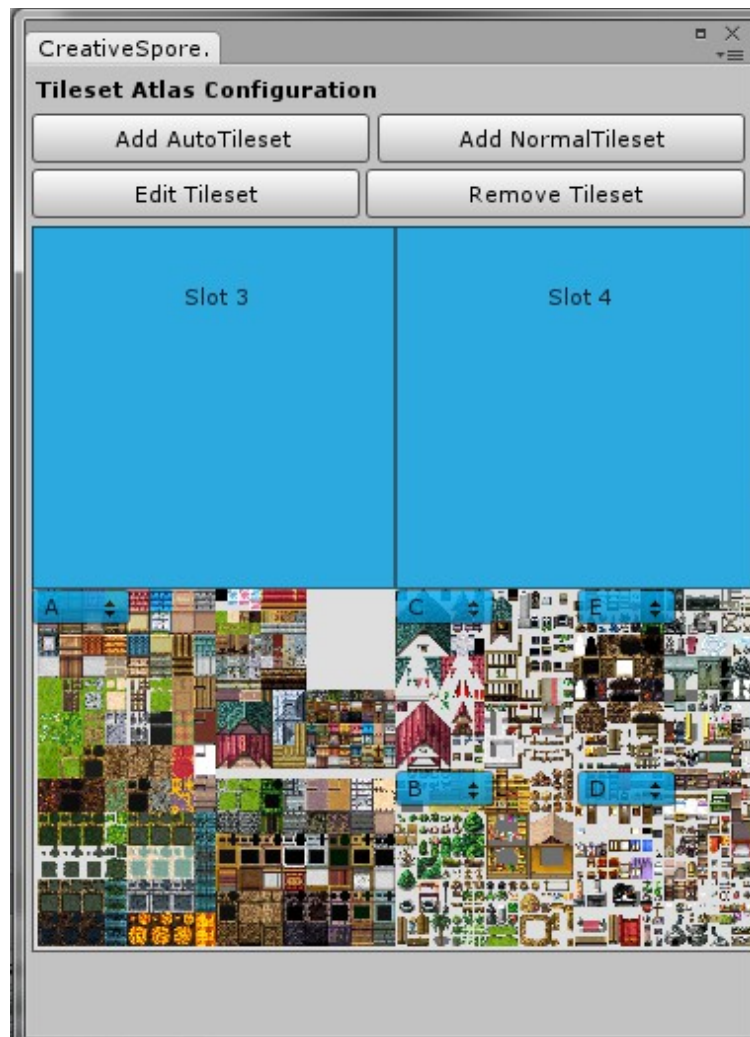 CreativeSpore.
Tileset Atlas Configuration
Add AutoTileset Add NormalTileset
Edit Tileset Remove Tileset
Slot 3 Slot 4
A C E
B D